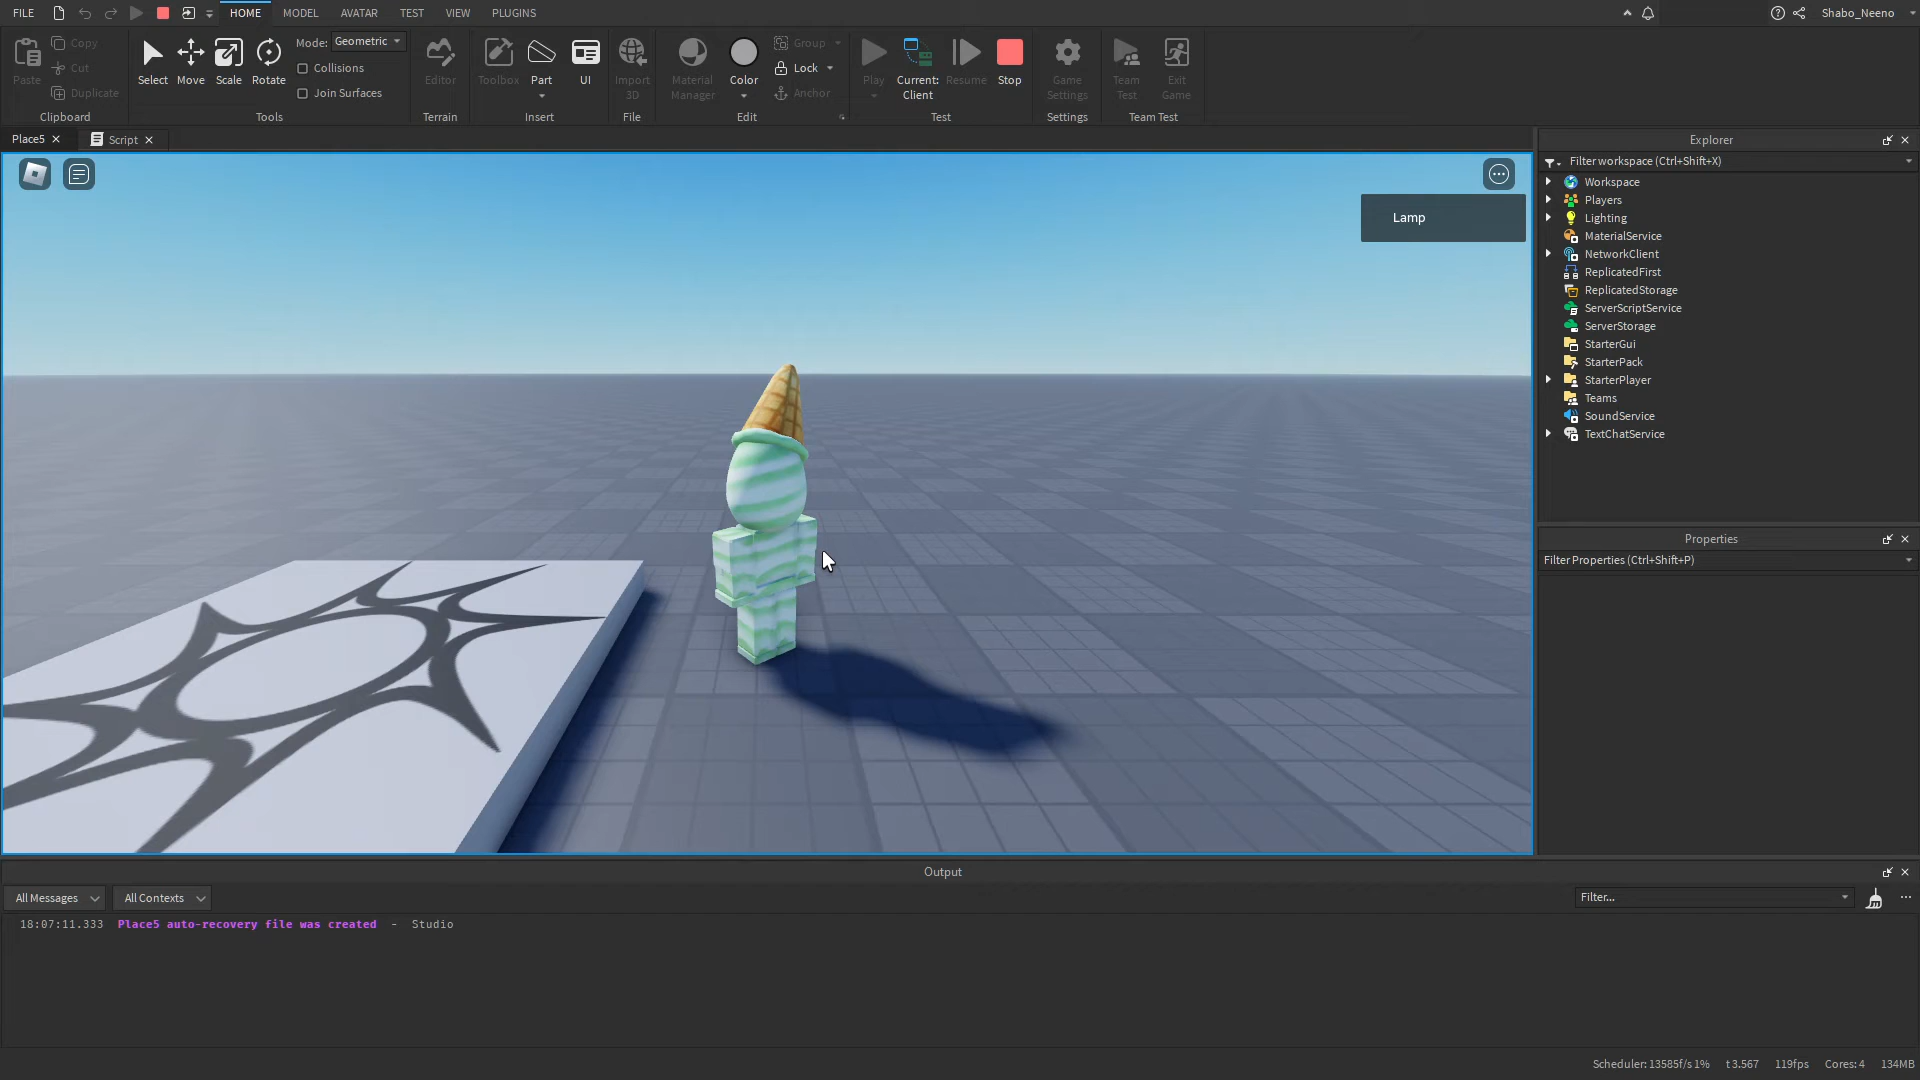 FILE HOME MODEL AVATAR TEST VIEW PLUGINS Shabo_Neeno
Paste Copy Cut Duplicate Clipboard
Select Move Scale Rotate Mode: Geometric Collisions Join Surfaces Tools
Editor Terrain
Toolbox Part UI Insert
Import 3D File
Material Manager Color Group Lock Anchor Edit
Play Current: Client Resume Stop Test
Game Settings Settings
Team Test Exit Game Team Test
Place5 Script
Lamp
Explorer
Filter workspace (Ctrl+Shift+X)
Workspace
Players
Lighting
MaterialService
NetworkClient
ReplicatedFirst
ReplicatedStorage
ServerScriptService
ServerStorage
StarterGui
StarterPack
StarterPlayer
Teams
SoundService
TextChatService
Properties
Filter Properties (Ctrl+Shift+P)
Output
All Messages All Contexts Filter...
18:07:11.333 Place5 auto-recovery file was created - Studio
Scheduler: 13585f/s 1% t 3.567 119fps Cores: 4 134MB